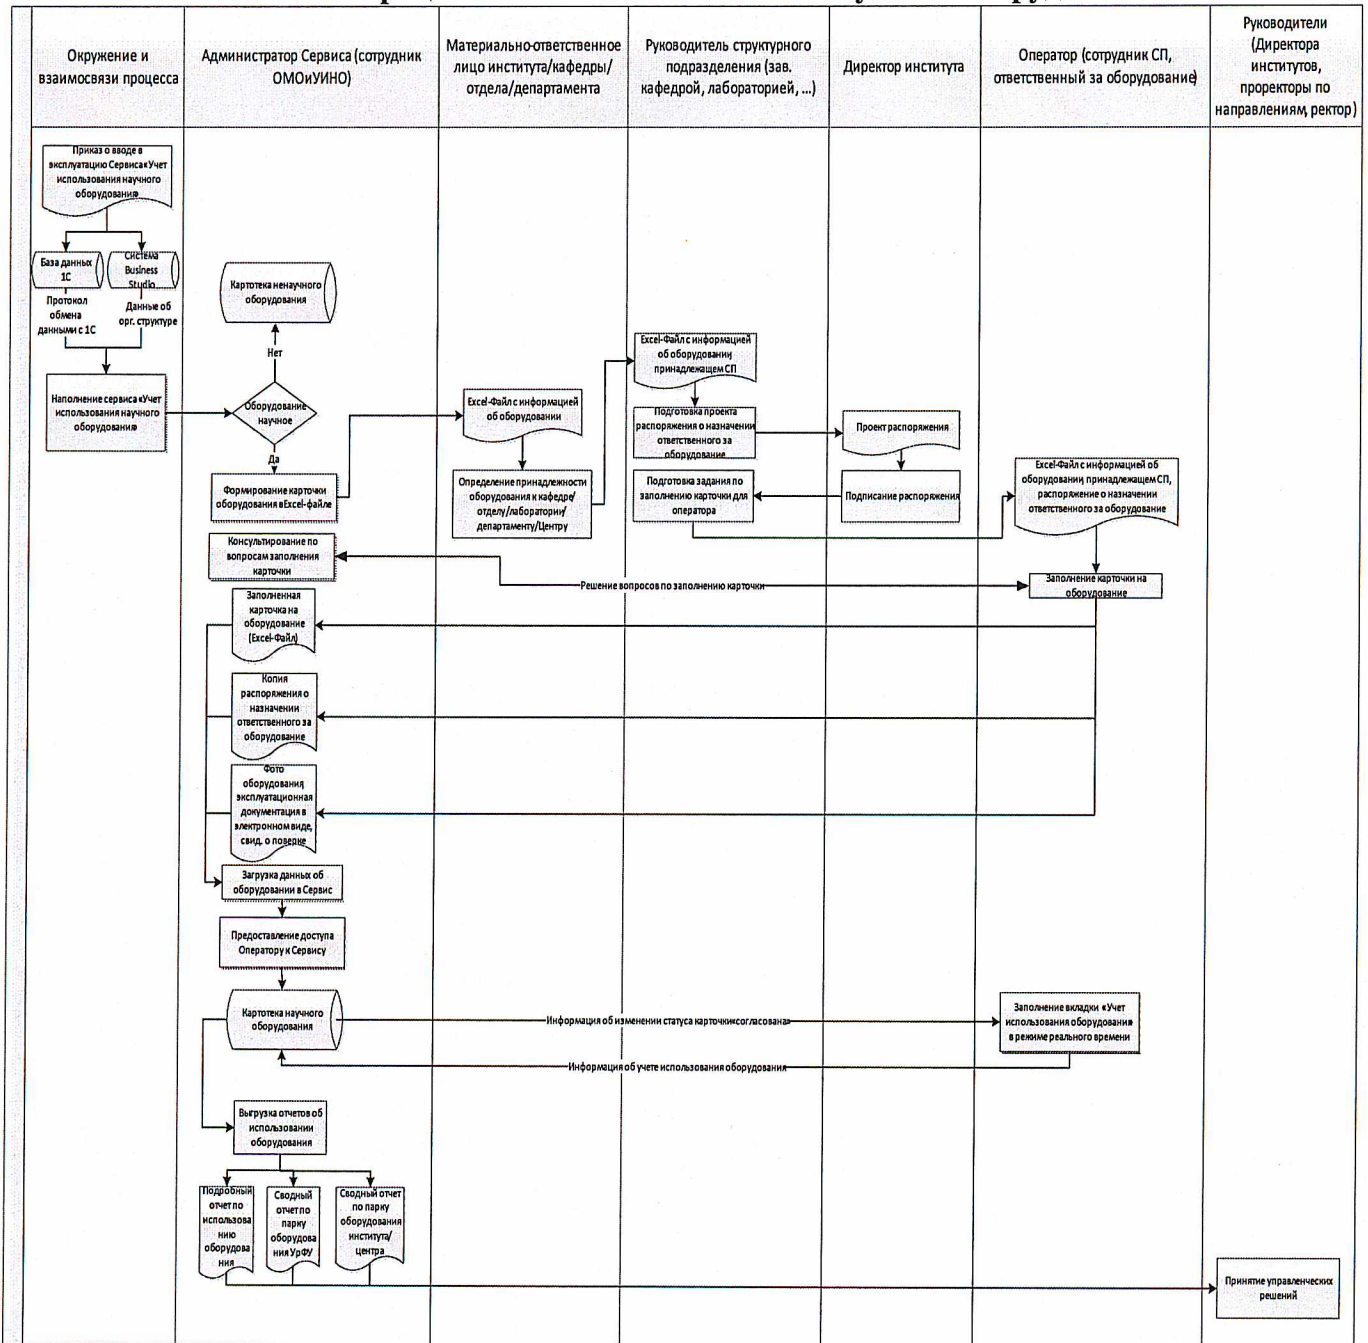 Окружение и
взаимосвязи процесса
Администратор Сервиса (сотрудник
ОМОиУИНО)
Материально-ответственное
лицо института/кафедры/
отдела/департамента
Руководитель структурного
подразделения (зав.
кафедрой, лабораторией, ...)
Директор института
Оператор (сотрудник СП,
ответственный за оборудование)
Руководители
(Директора
институтов,
проректоры по
направлениям, ректор)
Приказ о вводе в
эксплуатацию Сервиса «Учет
использования научного
оборудования»
База данных
1С
Система
Business
Studio
Протокол
обмена
данными с 1С
Данные об
орг. структуре
Наполнение сервиса «Учет
использования научного
оборудования»
Картотека ненаучного
оборудования
Нет
Оборудование
научное
Да
Формирование карточки
оборудования в Excel-файле
Excel-Файл с информацией
об оборудовании
Определение принадлежности
оборудования к кафедре/
отделу/лаборатории/
департаменту/Центру
Excel-Файл с информацией
об оборудовании,
принадлежащем СП
Подготовка проекта
распоряжения о назначении
ответственного за
оборудование
Подготовка задания по
заполнению карточки для
оператора
Проект распоряжения
Подписание распоряжения
Excel-Файл с информацией об
оборудовании, принадлежащем СП,
распоряжение о назначении
ответственного за оборудование
Консультирование по
вопросам заполнения
карточки
Решение вопросов по заполнению карточки
Заполнение карточки на
оборудование
Заполненная
карточка на
оборудование
(Excel-Файл)
Копия
распоряжения о
назначении
ответственного за
оборудование
Фото
оборудования,
эксплуатационная
документация в
электронном виде,
свид. о поверке
Загрузка данных об
оборудовании в Сервис
Предоставление доступа
Оператору к Сервису
Картотека научного
оборудования
Информация об изменении статуса карточки «согласована»
Заполнение вкладки «Учет
использования оборудования»
в режиме реального времени
Информация об учете использования оборудования
Выгрузка отчетов об
использовании
оборудования
Подробный
отчет по
использова
нию
оборудова
ния
Сводный
отчет по
парку
оборудова
ния УрФУ
Сводный отчет
по парку
оборудования
института/
центра
Принятие управленческих
решений